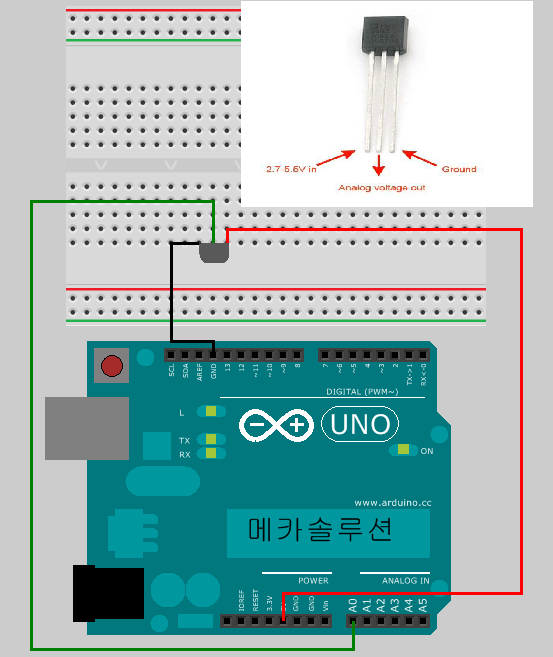 2.7-5.5V in
Ground
Analog voltage out
SCL
SDA
AREF
GND
13
12
~11
~10
~9
8
7
~6
~5
4
~3
2
TX->1
RX<-0
DIGITAL (PWM~)
L
TX
RX
UNO
ON
www.arduino.cc
메카솔루션
POWER
ANALOG IN
IOREF
RESET
3.3V
GND
GND
Vin
A0
A1
A2
A3
A4
A5